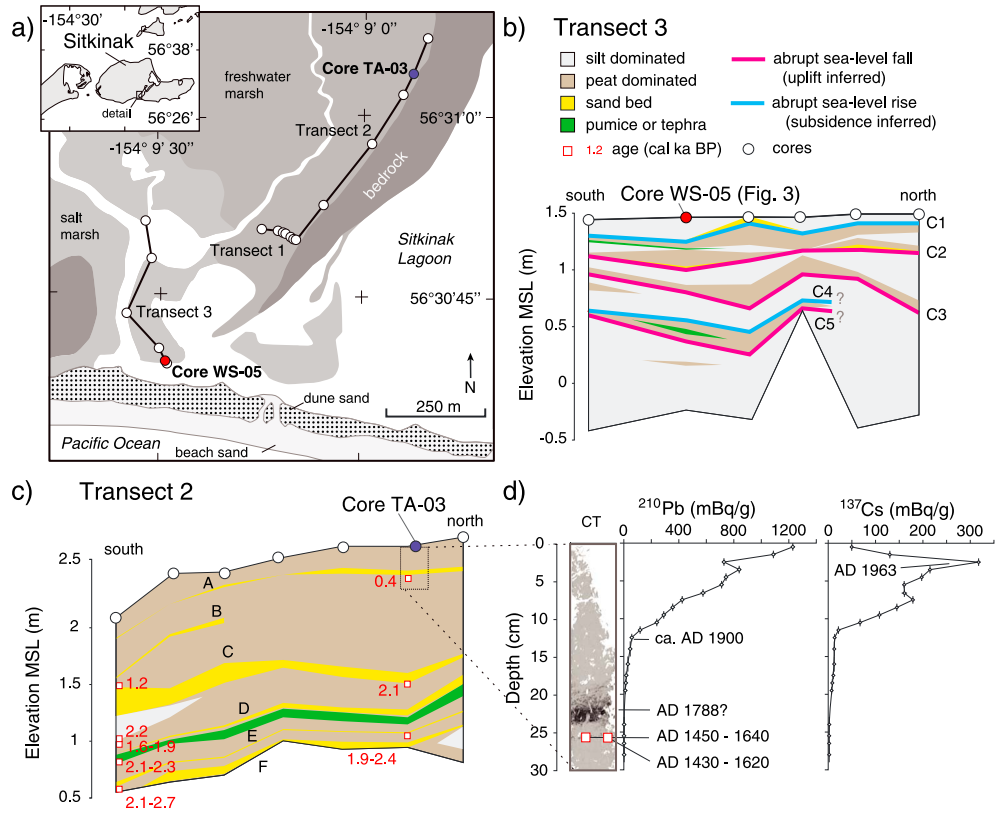 a)
-154° 30'
Sitkinak
56°38'
detail
56°26'
-154° 9' 30''
-154° 9' 0''
Core TA-03
freshwater
marsh
Transect 2
56°31'0''
bedrock
salt
marsh
Transect 1
Sitkinak
Lagoon
56°30'45''
Transect 3
Core WS-05
N
dune sand
250 m
Pacific Ocean
beach sand
b) Transect 3
silt dominated
peat dominated
sand bed
pumice or tephra
1.2 age (cal ka BP)
abrupt sea-level fall
(uplift inferred)
abrupt sea-level rise
(subsidence inferred)
cores
south
Core WS-05 (Fig. 3)
north
1.5
1
0.5
0
-0.5
Elevation MSL (m)
C1
C2
C3
C4
?
C5
?
c) Transect 2
Core TA-03
south
north
2.5
2
1.5
1
0.5
Elevation MSL (m)
A
B
C
D
E
F
0.4
1.2
2.1
2.2
1.6-1.9
2.1-2.3
1.9-2.4
2.1-2.7
d)
210Pb (mBq/g)
137Cs (mBq/g)
CT
0 400 800 1200
0 100 200 300
0
5
10
15
20
25
30
Depth (cm)
AD 1963
ca. AD 1900
AD 1788?
AD 1450 - 1640
AD 1430 - 1620